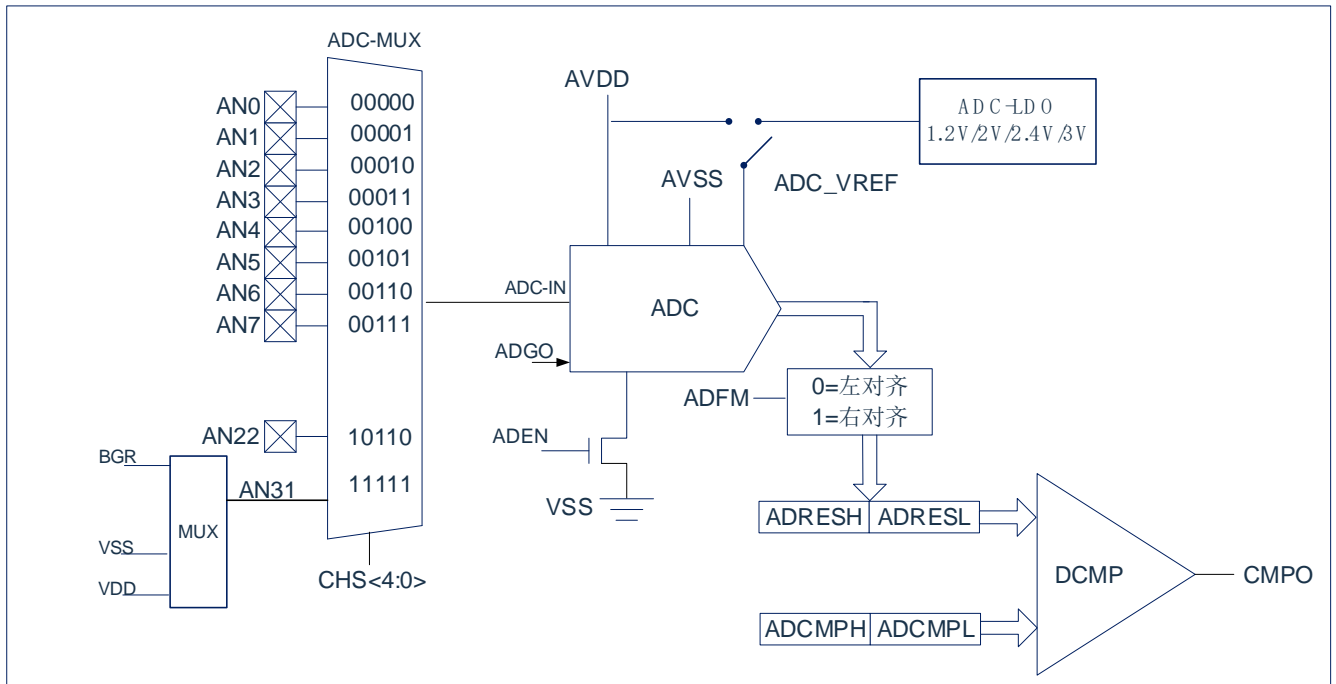 ADC-MUX
AN0 00000
AN1 00001
AN2 00010
AN3 00011
AN4 00100
AN5 00101
AN6 00110
AN7 00111
AN22 10110
AN31 11111
BGR
VSS
VDD
MUX
CHS<4:0>
AVDD
ADC-LDO
1.2V/2V/2.4V/3V
AVSS
ADC_VREF
ADC-IN
ADC
ADGO
ADEN
VSS
ADFM
0=左对齐
1=右对齐
ADRESH ADRESL
DCMP
CMPO
ADCMPH ADCMPL